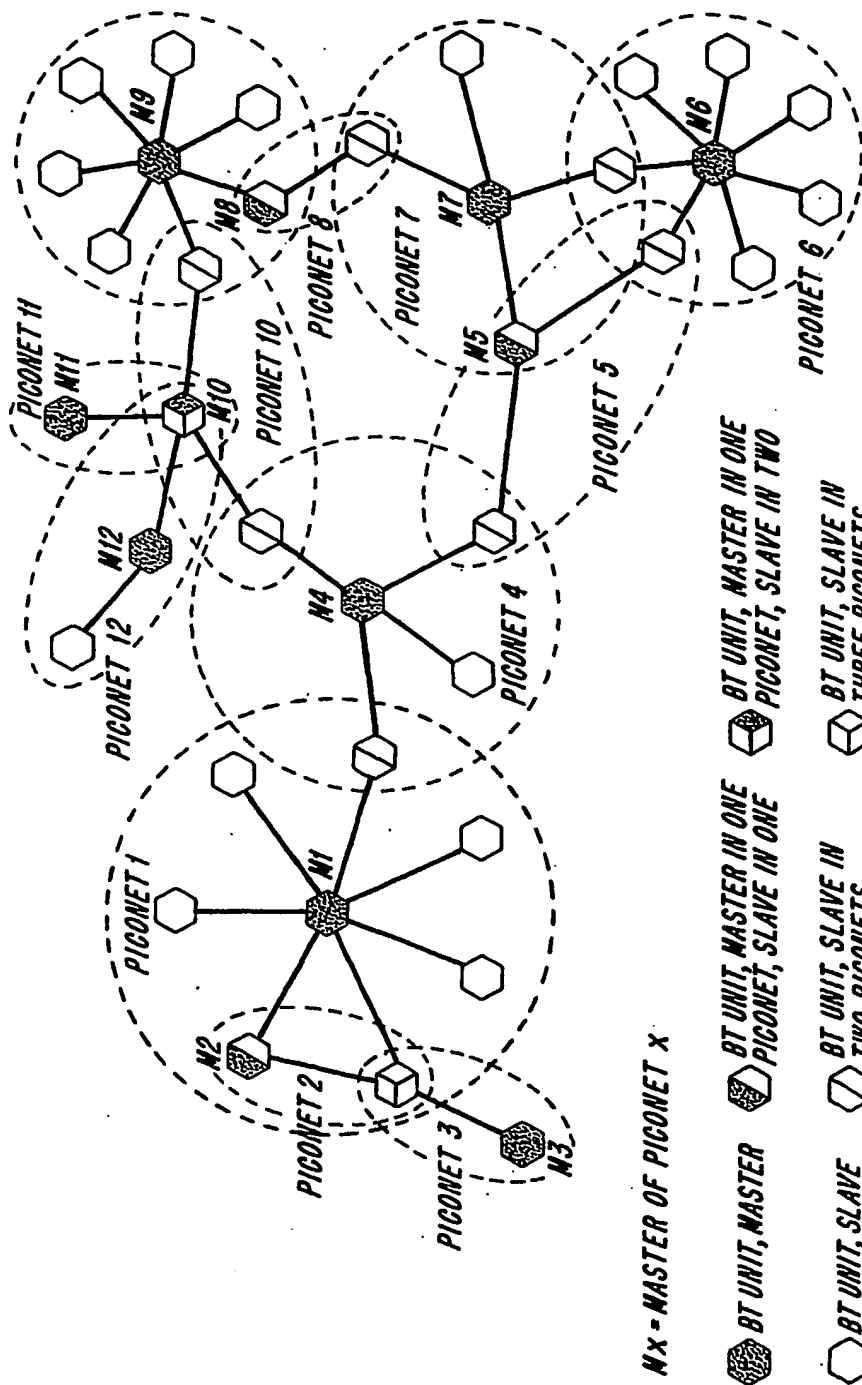 PICONET 11
M11
M9
PICONET 12
M12
M10
PICONET 10
M8
PICONET 8
PICONET 1
M1
M4
PICONET 4
M2
PICONET 2
PICONET 3
M3
M5
PICONET 5
M7
PICONET 7
M6
PICONET 6
Mx = MASTER OF PICONET X
BT UNIT, MASTER
BT UNIT, MASTER IN ONE
PICONET, SLAVE IN ONE
BT UNIT, MASTER IN ONE
PICONET, SLAVE IN TWO
BT UNIT, SLAVE
BT UNIT, SLAVE IN
TWO PICONETS
BT UNIT, SLAVE IN
THREE PICONETS